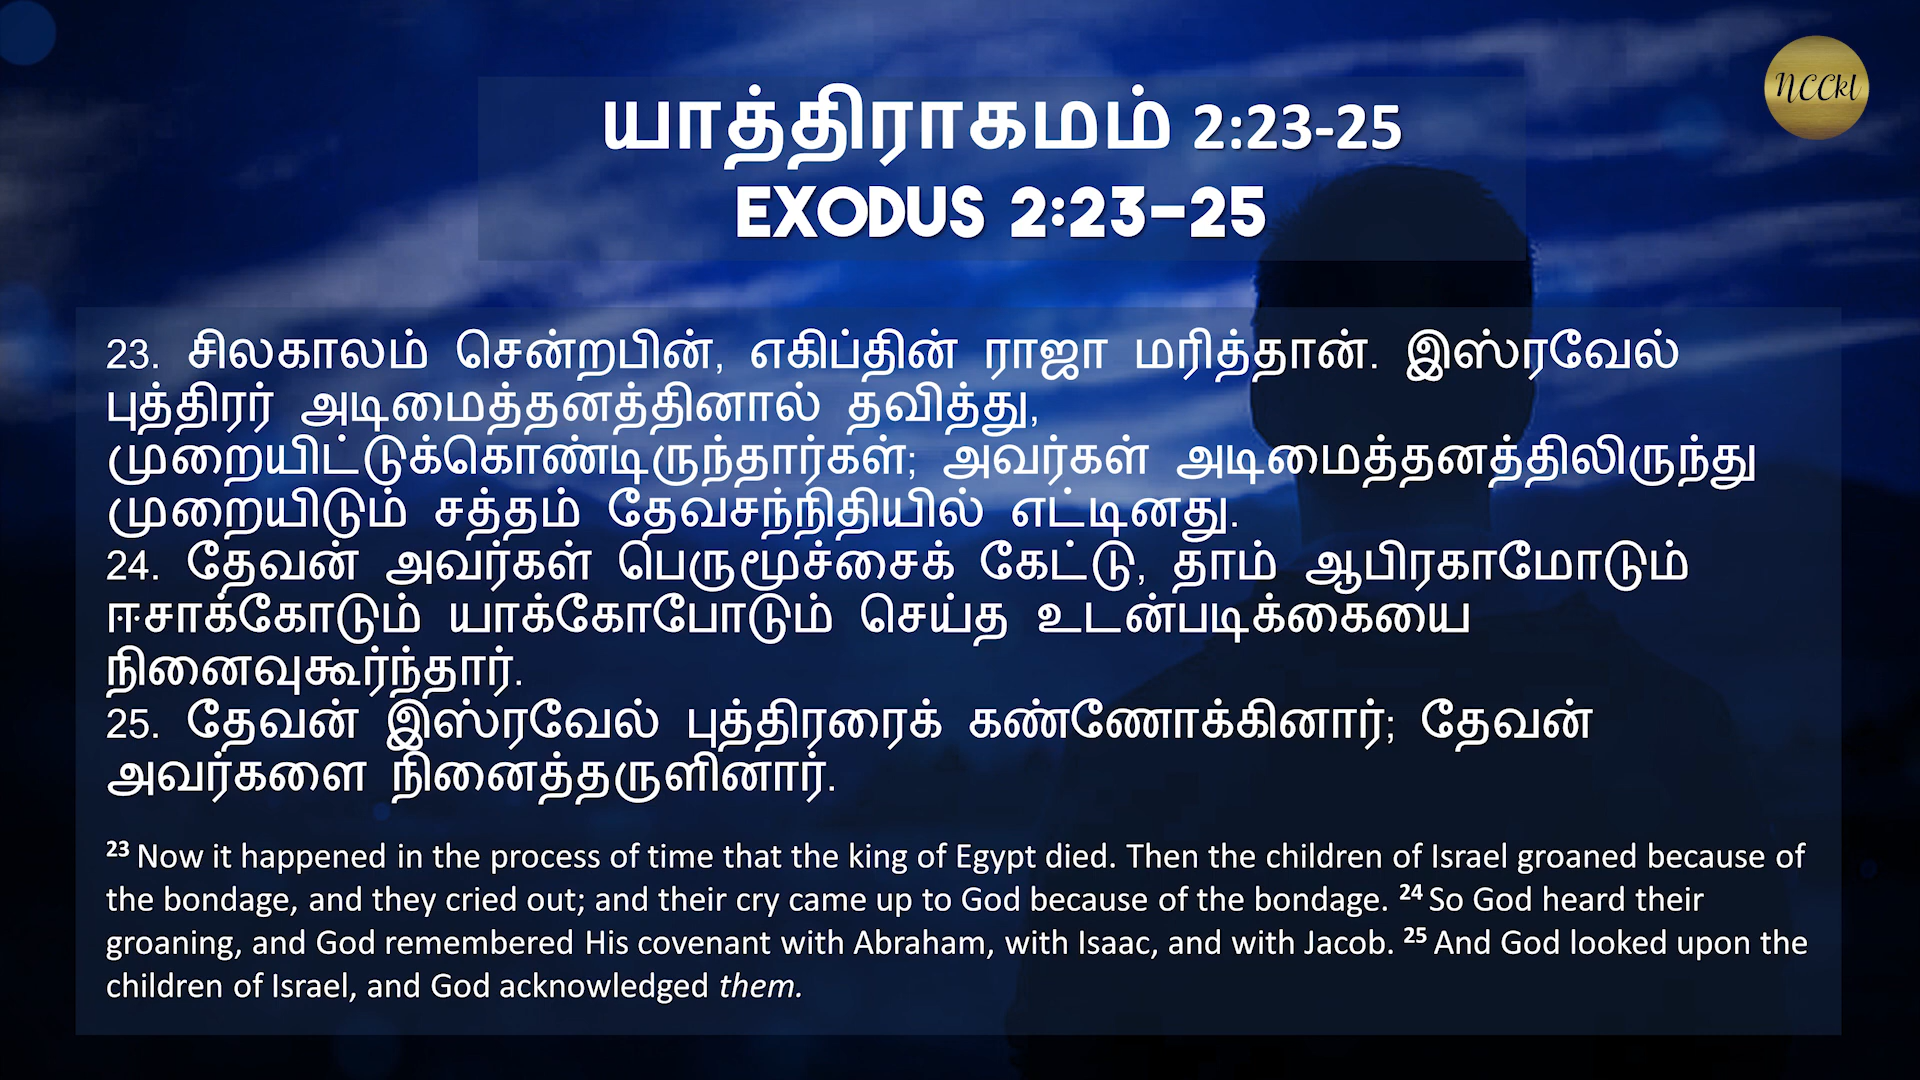 யாத்திராகமம் 2:23-25
NCCkl
EXODUS 2:23-25
23. சிலகாலம் சென்றபின், எகிப்தின் ராஜா மரித்தான். இஸ்ரவேல்
புத்திரர் அடிமைத்தனத்தினால் தவித்து,
முறையிட்டுக்கொண்டிருந்தார்கள்; அவர்கள் அடிமைத்தனத்திலிருந்து
முறையிடும் சத்தம் தேவசந்நிதியில் எட்டினது.
24. தேவன் அவர்கள் பெருமூச்சைக் கேட்டு, தாம் ஆபிரகாமோடும்
ஈசாக்கோடும் யாக்கோபோடும் செய்த உடன்படிக்கையை
நினைவுகூர்ந்தார்.
25. தேவன் இஸ்ரவேல் புத்திரரைக் கண்ணோக்கினார்; தேவன்
அவர்களை நினைத்தருளினார்.
23 Now it happened in the process of time that the king of Egypt died. Then the children of Israel groaned because of
the bondage, and they cried out; and their cry came up to God because of the bondage. 24 So God heard their
groaning, and God remembered His covenant with Abraham, with Isaac, and with Jacob. 25 And God looked upon the
children of Israel, and God acknowledged them.